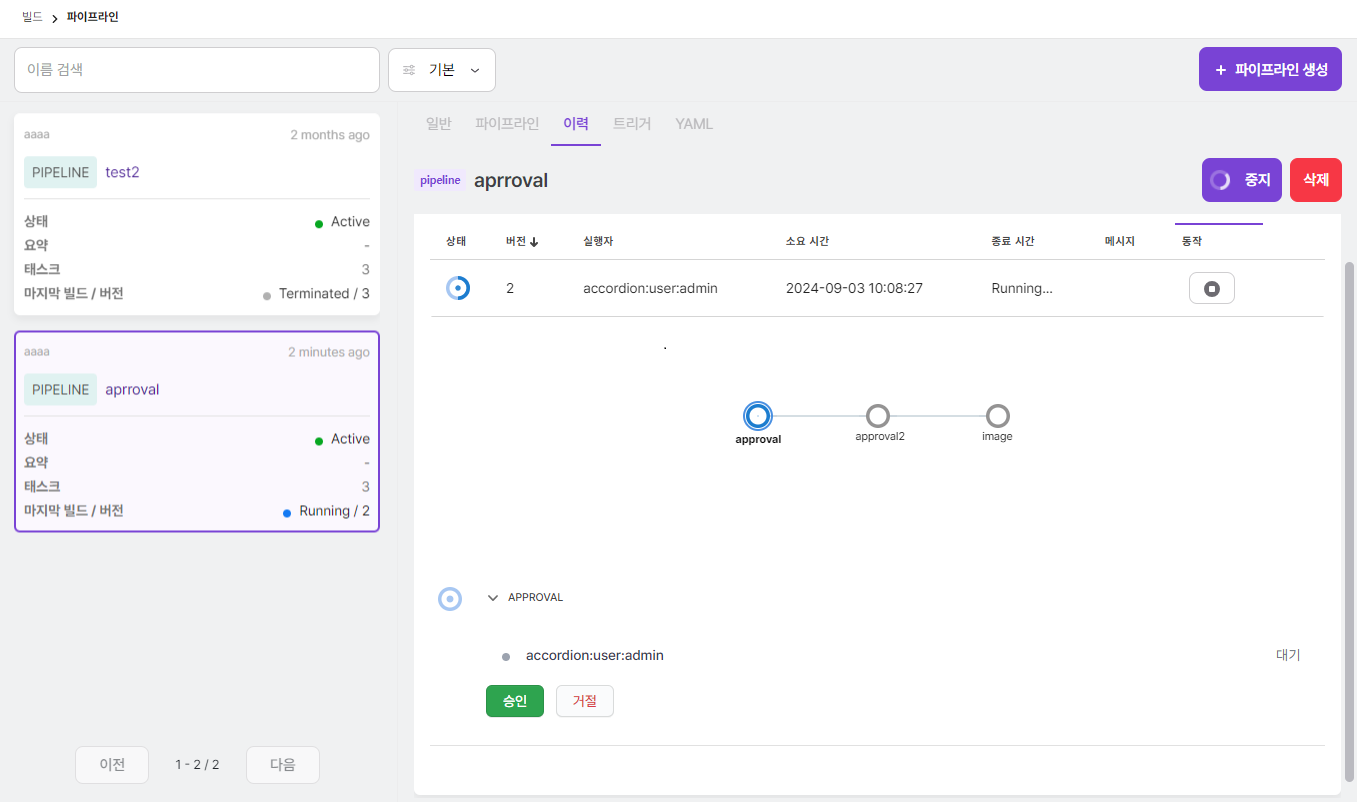 빌드 > 파이프라인
이름 검색
기본
+ 파이프라인 생성
aaaa 2 months ago
PIPELINE test2
상태 Active
요약 -
태스크 3
마지막 빌드 / 버전 Terminated / 3
aaaa 2 minutes ago
PIPELINE aprroval
상태 Active
요약 -
태스크 3
마지막 빌드 / 버전 Running / 2
이전 1 - 2 / 2 다음
일반 파이프라인 이력 트리거 YAML
pipeline aprroval
중지 삭제
상태 버전 실행자 소요 시간 종료 시간 메시지 동작
2 accordion:user:admin 2024-09-03 10:08:27 Running...
.
approval approval2 image
APPROVAL
accordion:user:admin 대기
승인 거절